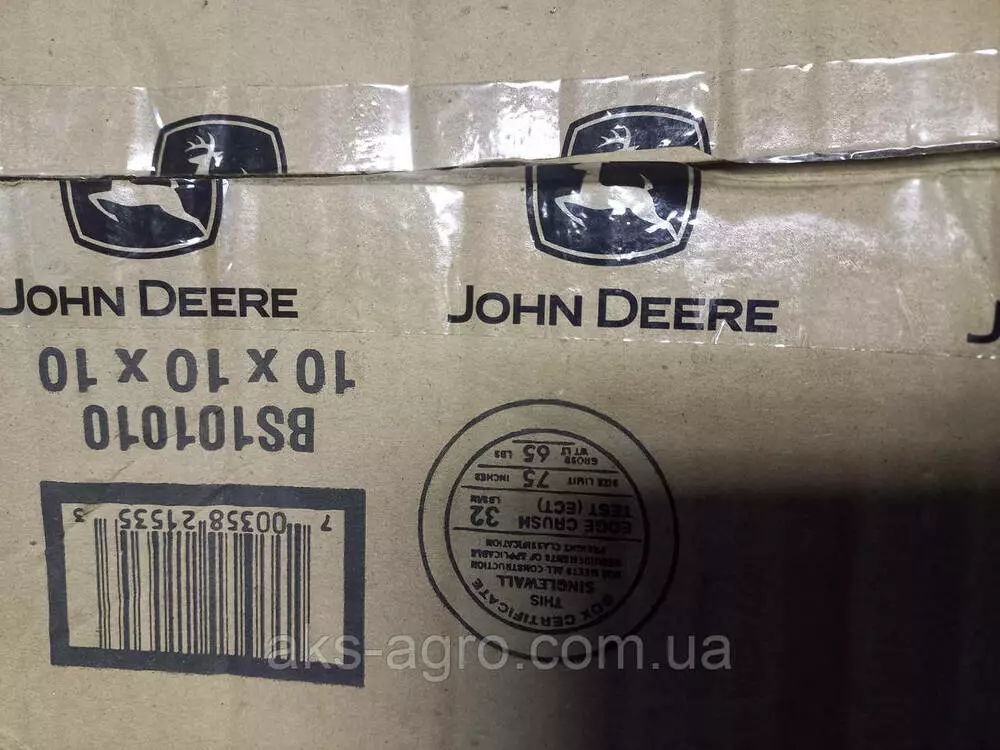 JOHN DEERE
JOHN DEERE
J
10 x 10 x 10
BS101010
7 00358 21535 3
BOX CERTIFICATE
THIS
SINGLEWALL
BOX MEETS ALL CONSTRUCTION
REQUIREMENTS OF APPLICABLE
FREIGHT CLASSIFICATION
EDGE CRUSH
TEST (ECT)
32 LBS/IN
SIZE LIMIT 75 INCHES
GROSS WT LT 65 LBS
aks-agro.com.ua